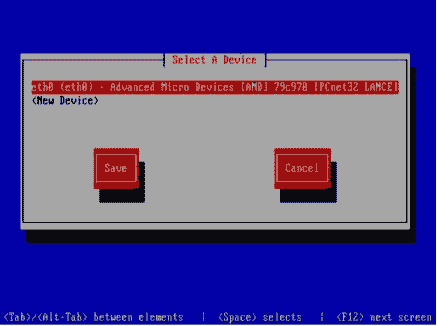 Select A Device
eth0 (eth0) - Advanced Micro Devices [AMD] 79c970 [PCnet32 LANCE]
<New Device>
Save
Cancel
<Tab>/<Alt-Tab> between elements | <Space> selects | <F12> next screen